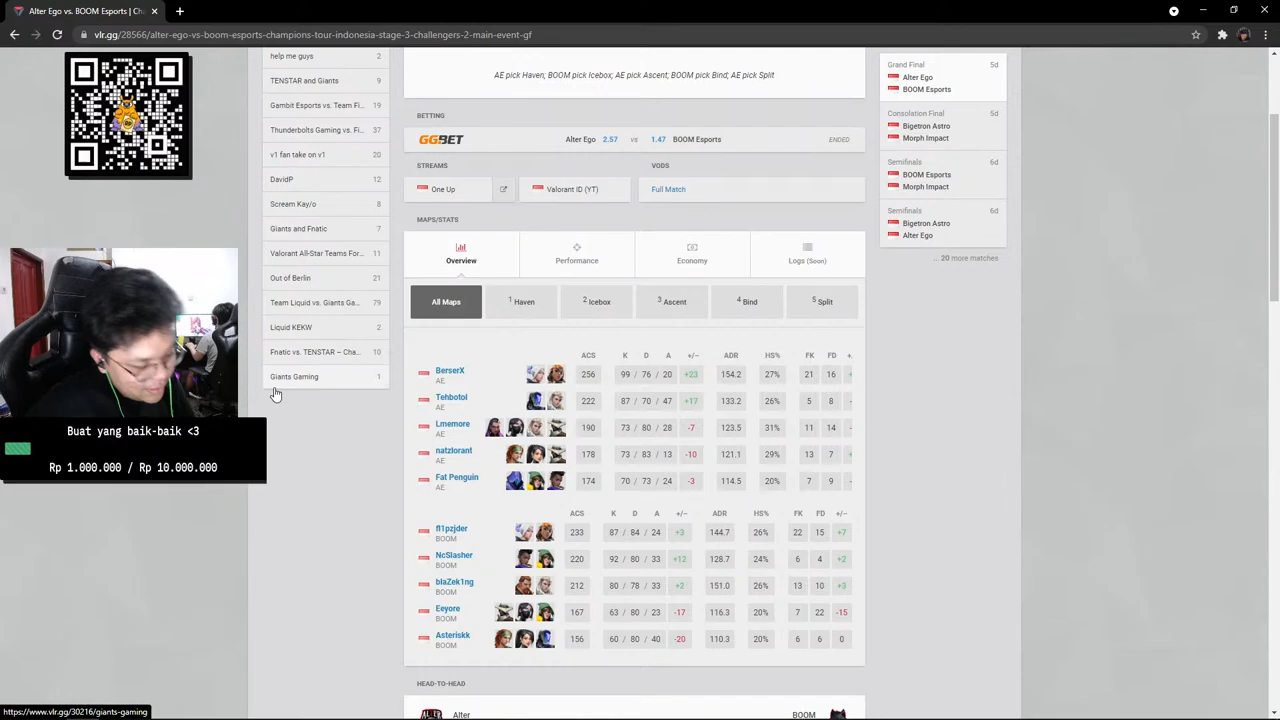 Alter Ego vs. BOOM Esports | Cha
vlr.gg/28566/alter-ego-vs-boom-esports-champions-tour-indonesia-stage-3-challengers-2-main-event-gf
help me guys 2
TENSTAR and Giants 9
Gambit Esports vs. Team Fi... 19
Thunderbolts Gaming vs. Fi... 37
v1 fan take on v1 20
DavidP 12
Scream Kay/o 8
Giants and Fnatic 7
Valorant All-Star Teams For... 11
Out of Berlin 21
Team Liquid vs. Giants Ga... 79
Liquid KEKW 2
Fnatic vs. TENSTAR – Cha... 10
Giants Gaming 1
Buat yang baik-baik <3
Rp 1.000.000 / Rp 10.000.000
AE pick Haven; BOOM pick Icebox; AE pick Ascent; BOOM pick Bind; AE pick Split
BETTING
GGBET Alter Ego 2.57 vs 1.47 BOOM Esports ENDED
STREAMS VODS
One Up Valorant ID (YT) Full Match
MAPS/STATS
Overview Performance Economy Logs (Soon)
All Maps 1 Haven 2 Icebox 3 Ascent 4 Bind 5 Split
ACS K D A +/– ADR HS% FK FD +/
BerserX 256 99 / 76 / 20 +23 154.2 27% 21 16 +
AE
Tehbotol 222 87 / 70 / 47 +17 133.2 26% 5 8 -
AE
Lmemore 190 73 / 80 / 28 -7 123.5 31% 11 14 -
AE
natzlorant 178 73 / 83 / 13 -10 121.1 29% 13 7 +
AE
Fat Penguin 174 70 / 73 / 24 -3 114.5 20% 7 9 -
AE
ACS K D A +/– ADR HS% FK FD +/–
fl1pzjder 233 87 / 84 / 24 +3 144.7 26% 22 15 +7
BOOM
NcSlasher 220 92 / 80 / 33 +12 128.7 24% 6 4 +2
BOOM
blaZek1ng 212 80 / 78 / 33 +2 151.0 26% 13 10 +3
BOOM
Eeyore 167 63 / 80 / 23 -17 116.3 20% 7 22 -15
BOOM
Asteriskk 156 60 / 80 / 40 -20 110.3 20% 6 6 0
BOOM
HEAD-TO-HEAD
Alter BOOM
Grand Final 5d
Alter Ego
BOOM Esports
Consolation Final 5d
Bigetron Astro
Morph Impact
Semifinals 6d
BOOM Esports
Morph Impact
Semifinals 6d
Bigetron Astro
Alter Ego
... 20 more matches
https://www.vlr.gg/30216/giants-gaming